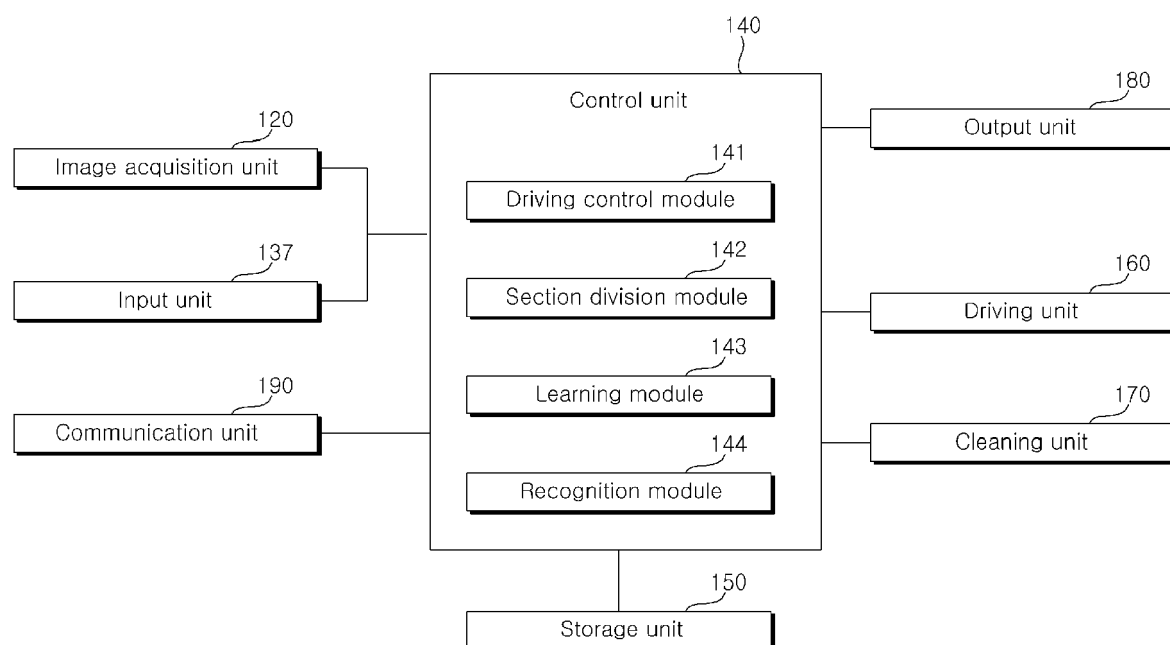 140
Control unit
120
Image acquisition unit
137
Input unit
190
Communication unit
141
Driving control module
142
Section division module
143
Learning module
144
Recognition module
180
Output unit
160
Driving unit
170
Cleaning unit
150
Storage unit